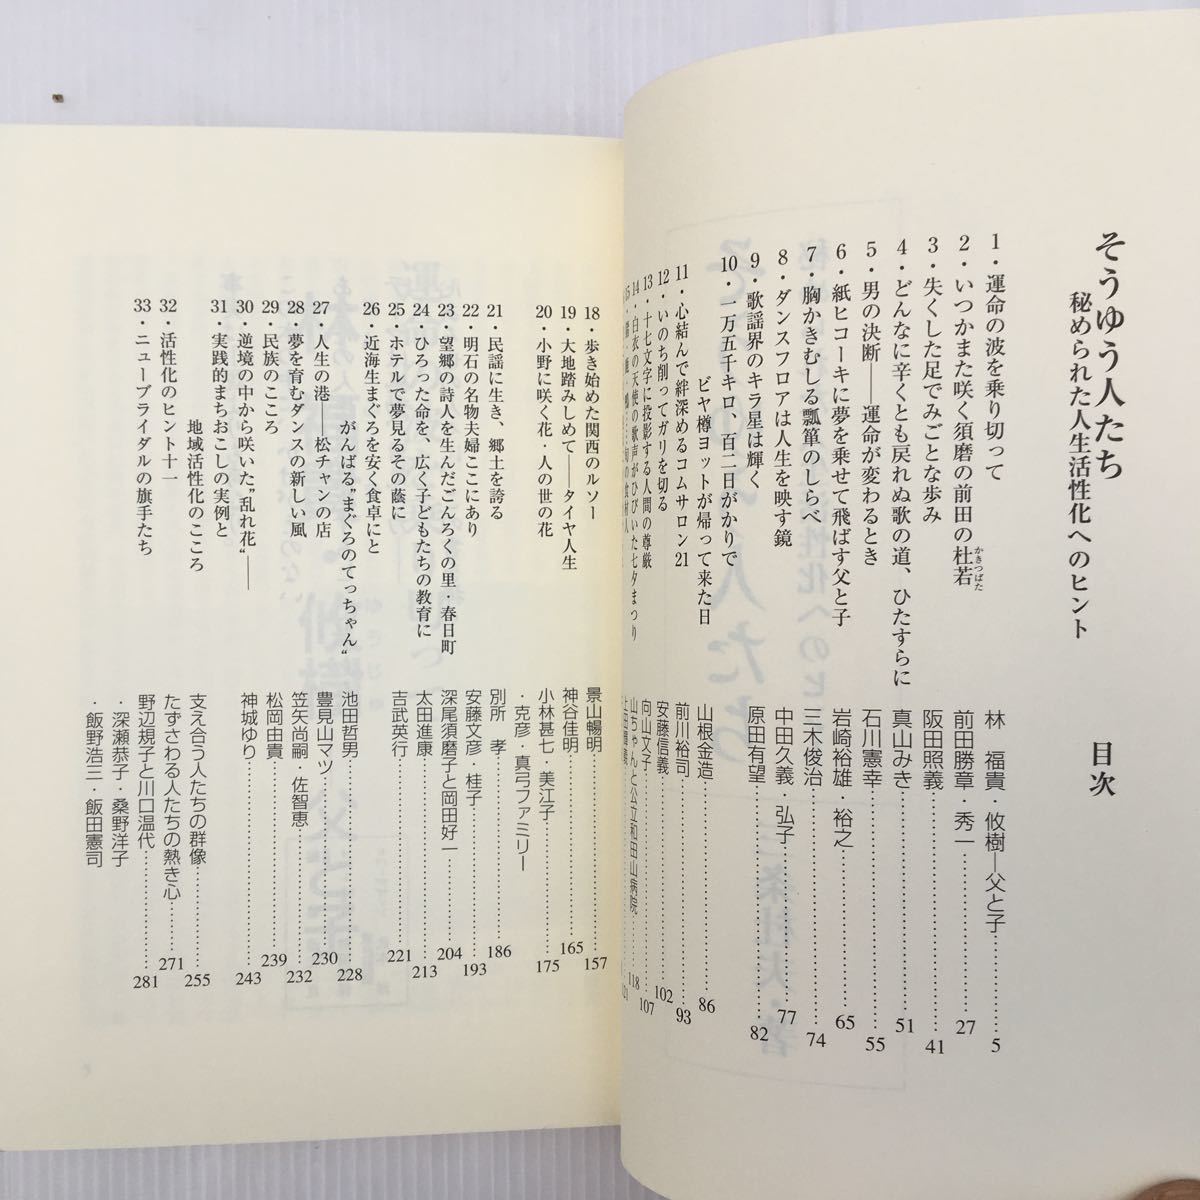 そうゆう人たち
秘められた人生活性化へのヒント
目次
1・運命の波を乗り切って 林 福貴・攸樹―父と子 5
2・いつかまた咲く須磨の前田の杜若 前田勝章・秀一 27
かきつばた
3・失くした足でみごとな歩み 阪田照義 41
4・どんなに辛くとも戻れぬ歌の道、ひたすらに 真山みき 51
5・男の決断――運命が変わるとき 石川憲幸 55
6・紙ヒコーキに夢を乗せて飛ばす父と子 岩崎裕雄・裕之 65
7・胸かきむしる瓢箪のしらべ 三木俊治 74
8・ダンスフロアは人生を映す鏡 中田久義・弘子 77
9・歌謡界のキラ星は輝く 原田有望 82
10・一万五千キロ、百二日がかりで
ビヤ樽ヨットが帰って来た日 山根金造 86
11・心結んで絆深めるコムサロン21 前川裕司 93
12・いのち削ってガリを切る 安藤信義 102
13・十七文字に投影する人間の尊厳 向山文子 107
14・白衣の天使の歌声がひびいた七夕まつり 山ちゃんと公立和田山病院 118
18・歩き始めた関西のルソー 景山暢明 157
19・大地踏みしめて――タイヤ人生 神谷佳明 165
20・小野に咲く花・人の世の花 小林甚七・美江子 175
・克彦・真弓ファミリー
21・民謡に生き、郷土を誇る 別所 孝 186
22・明石の名物夫婦ここにあり 安藤文彦・桂子 193
23・望郷の詩人を生んだごんろくの里・春日町 深尾須磨子と岡田好一 204
24・ひろった命を、広く子どもたちの教育に 太田進康 213
25・ホテルで夢見るその蔭に 吉武英行 221
26・近海生まぐろを安く食卓にと
がんばる〟まぐろのてっちゃん〝 池田哲男 228
27・人生の港――松チャンの店 豊見山マツ 230
28・夢を育むダンスの新しい風 笠矢尚嗣・佐智恵 232
29・民族のこころ 松岡由貴 239
30・逆境の中から咲いた〟乱れ花〝―― 神城ゆり 243
31・実践的まちおこしの実例と
地域活性化のこころ 支え合う人たちの群像 255
32・活性化のヒント十一 たずさわる人たちの熱き心 271
33・ニューブライダルの旗手たち 野辺規子と川口温代 281
・深瀬恭子・桑野洋子
・飯野浩三・飯田憲司